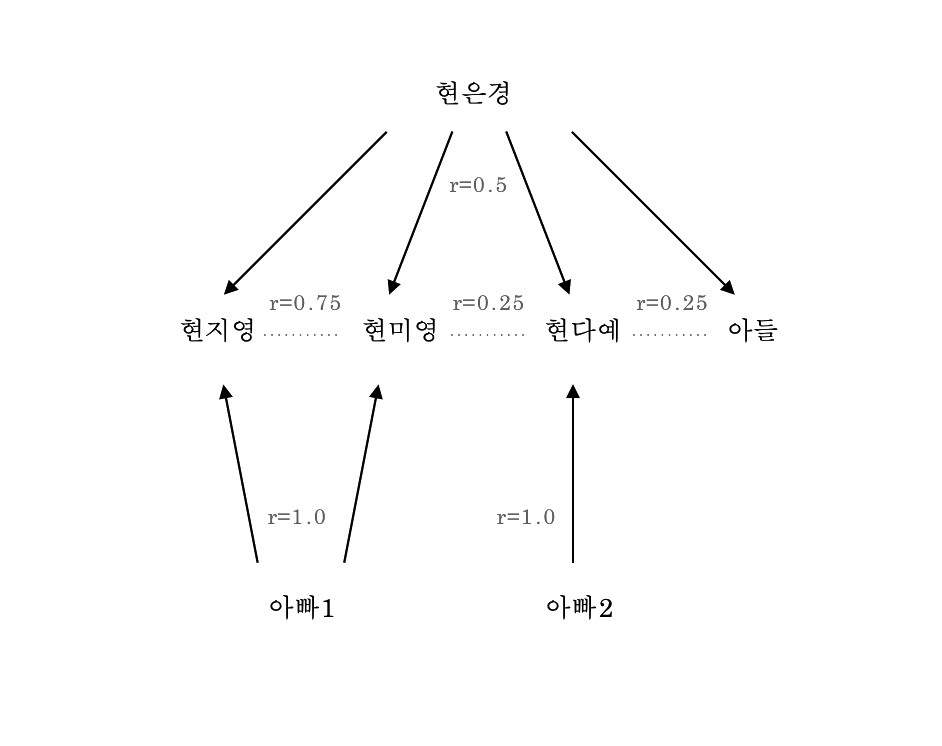 현은경
r=0.5
r=0.75 r=0.25 r=0.25
현지영 현미영 현다예 아들
r=1.0 r=1.0
아빠1 아빠2